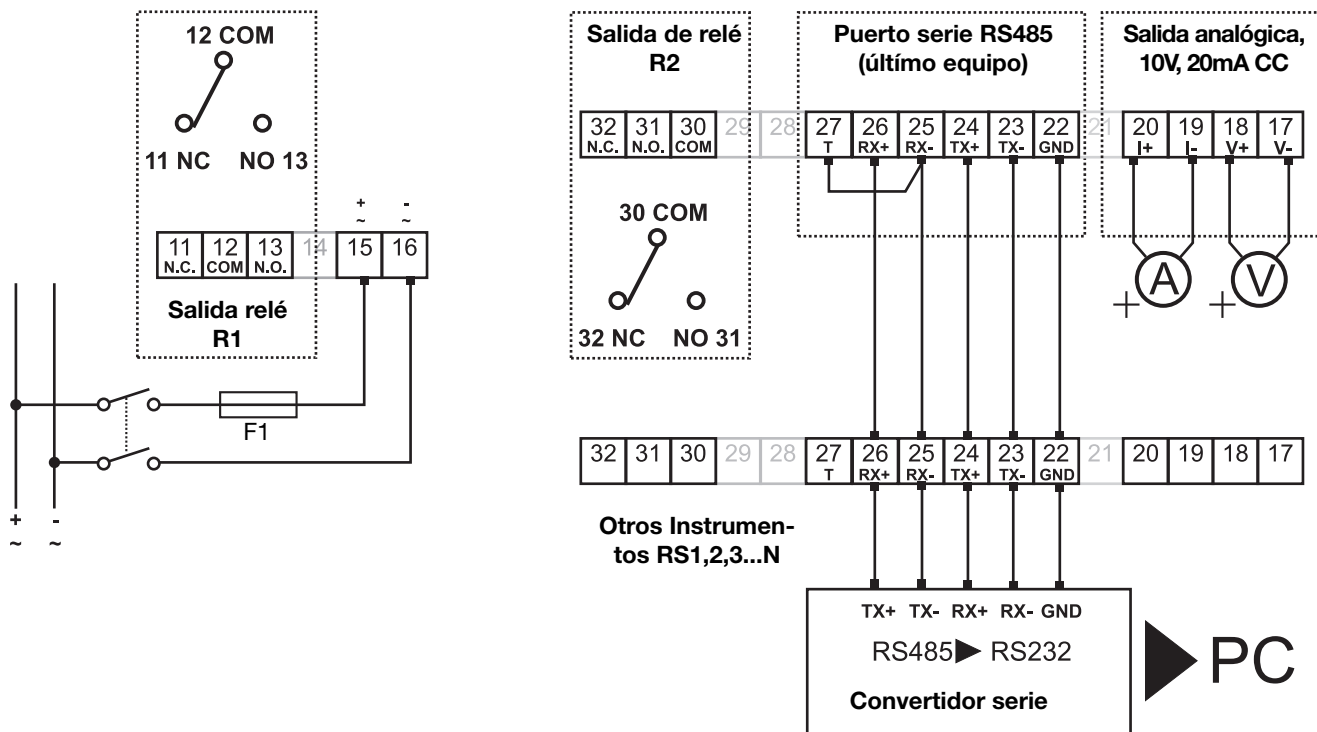 12 COM
11 NC NO 13
+ -
~ ~
11 12 13 14 15 16
N.C. COM N.O.
Salida relé
R1
F1
+ -
~ ~
Salida de relé
R2
Puerto serie RS485
(últímo equipo)
Salida analógica,
10V, 20mA CC
32 31 30 29 28 27 26 25 24 23 22 21 20 19 18 17
N.C. N.O. COM T RX+ RX- TX+ TX- GND I+ I- V+ V-
30 COM
32 NC NO 31
+ A + V
32 31 30 29 28 27 26 25 24 23 22 21 20 19 18 17
T RX+ RX- TX+ TX- GND
Otros Instrumen-
tos RS1,2,3...N
TX+ TX- RX+ RX- GND
RS485 RS232
Convertidor serie
PC